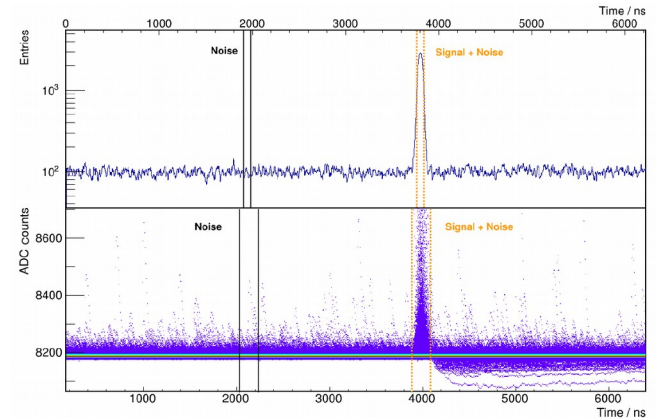 Time / ns
0 1000 2000 3000 4000 5000 6000
Entries
Noise
Signal + Noise
10³
10²
ADC counts
Noise
Signal + Noise
8600
8400
8200
1000 2000 3000 4000 5000 6000
Time / ns